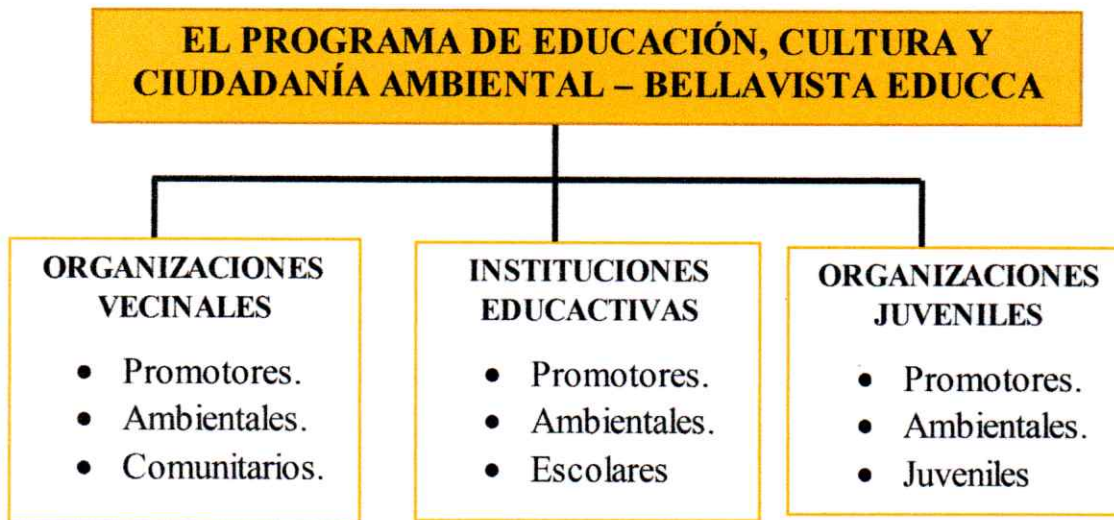 EL PROGRAMA DE EDUCACIÓN, CULTURA Y
CIUDADANÍA AMBIENTAL – BELLAVISTA EDUCCA
ORGANIZACIONES
VECINALES
• Promotores.
• Ambientales.
• Comunitarios.
INSTITUCIONES
EDUCACTIVAS
• Promotores.
• Ambientales.
• Escolares
ORGANIZACIONES
JUVENILES
• Promotores.
• Ambientales.
• Juveniles